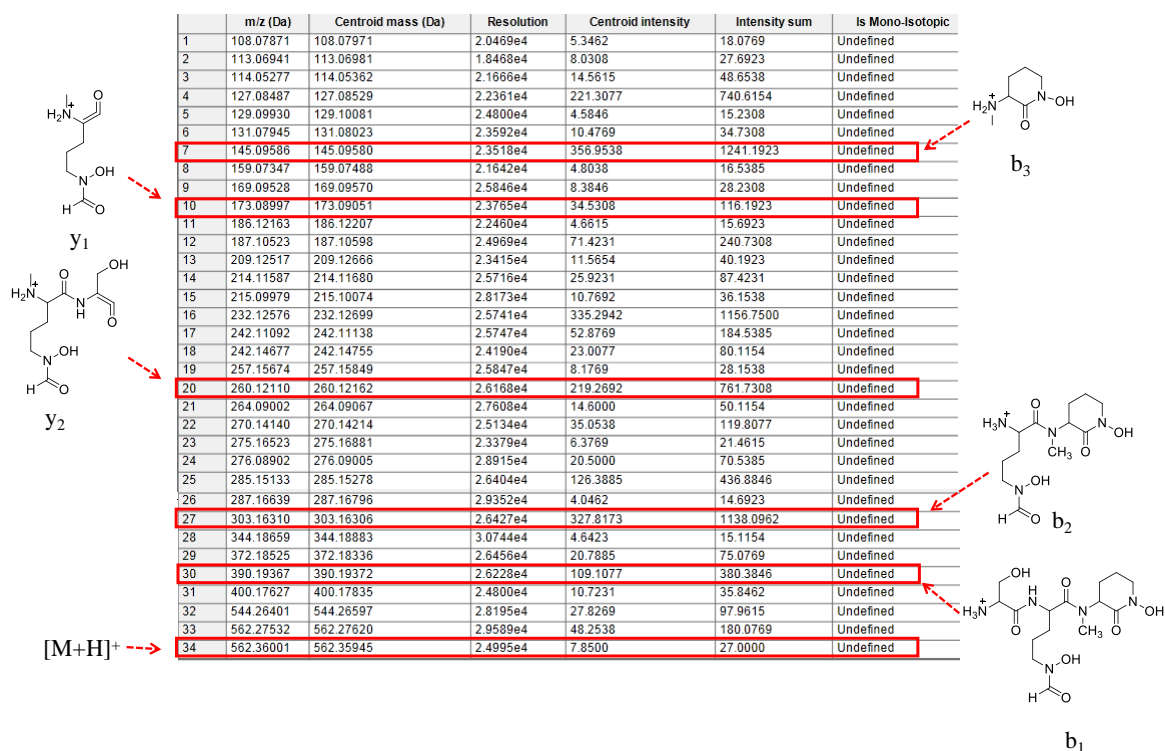 m/z (Da) Centroid mass (Da) Resolution Centroid intensity Intensity sum Is Mono-Isotopic
1 108.07871 108.07971 2.0469e4 5.3462 18.0769 Undefined
2 113.06941 113.06981 1.8468e4 8.0308 27.6923 Undefined
3 114.05277 114.05362 2.1666e4 14.5615 48.6538 Undefined
4 127.08487 127.08529 2.2361e4 221.3077 740.6154 Undefined
5 129.09930 129.10081 2.4800e4 4.5846 15.2308 Undefined
6 131.07945 131.08023 2.3592e4 10.4769 34.7308 Undefined
7 145.09586 145.09580 2.3518e4 356.9538 1241.1923 Undefined
8 159.07347 159.07488 2.1642e4 4.8038 16.5385 Undefined
9 169.09528 169.09570 2.5846e4 8.3846 28.2308 Undefined
10 173.08997 173.09051 2.3765e4 34.5308 116.1923 Undefined
11 186.12163 186.12207 2.2460e4 4.6615 15.6923 Undefined
12 187.10523 187.10598 2.4969e4 71.4231 240.7308 Undefined
13 209.12517 209.12666 2.3415e4 11.5654 40.1923 Undefined
14 214.11587 214.11680 2.5716e4 25.9231 87.4231 Undefined
15 215.09979 215.10074 2.8173e4 10.7692 36.1538 Undefined
16 232.12576 232.12699 2.5741e4 335.2942 1156.7500 Undefined
17 242.11092 242.11138 2.5747e4 52.8769 184.5385 Undefined
18 242.14677 242.14755 2.4190e4 23.0077 80.1154 Undefined
19 257.15674 257.15849 2.5847e4 8.1769 28.1538 Undefined
20 260.12110 260.12162 2.6168e4 219.2692 761.7308 Undefined
21 264.09002 264.09067 2.7608e4 14.6000 50.1154 Undefined
22 270.14140 270.14214 2.5134e4 35.0538 119.8077 Undefined
23 275.16523 275.16881 2.3379e4 6.3769 21.4615 Undefined
24 276.08902 276.09005 2.8915e4 20.5000 70.5385 Undefined
25 285.15133 285.15278 2.6404e4 126.3885 436.8846 Undefined
26 287.16639 287.16796 2.9352e4 4.0462 14.6923 Undefined
27 303.16310 303.16306 2.6427e4 327.8173 1138.0962 Undefined
28 344.18659 344.18883 3.0744e4 4.6423 15.1154 Undefined
29 372.18525 372.18336 2.6456e4 20.7885 75.0769 Undefined
30 390.19367 390.19372 2.6228e4 109.1077 380.3846 Undefined
31 400.17627 400.17835 2.4800e4 10.7231 35.8462 Undefined
32 544.26401 544.26597 2.8195e4 27.8269 97.9615 Undefined
33 562.27532 562.27620 2.9589e4 48.2538 180.0769 Undefined
34 562.36001 562.35945 2.4995e4 7.8500 27.0000 Undefined
O
H₂N⁺
N OH
H O
y₁
OH
O
H₂N⁺
N
H
O
N OH
H O
y₂
[M+H]⁺
H₂N⁺
N OH
O
b₃
O
H₃N⁺
N
N OH
CH₃ O
N OH
H O
b₂
OH
H O
H₃N⁺
N
N
N OH
O CH₃ O
N OH
H O
b₁